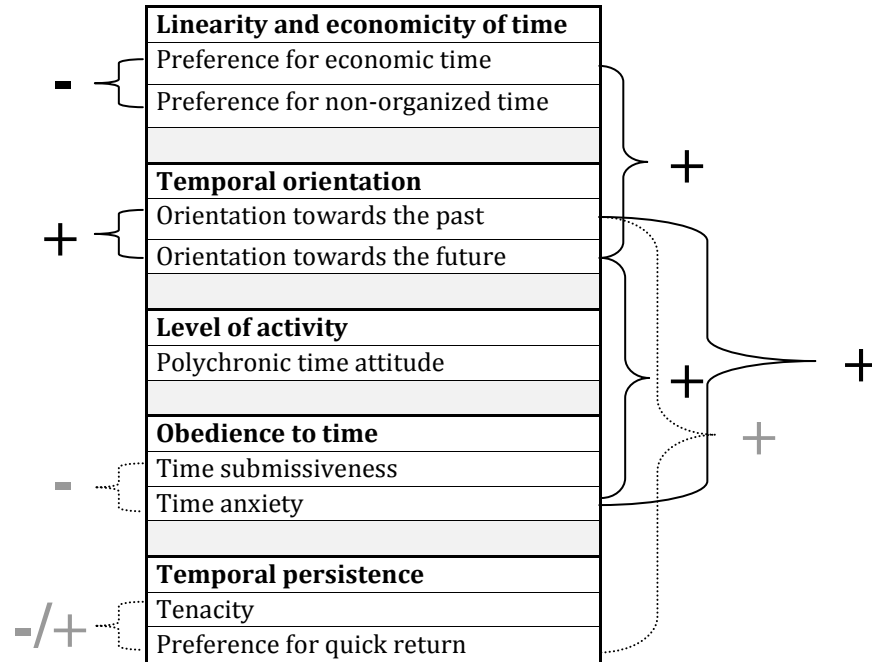 Linearity and economicity of time
Preference for economic time
-
Preference for non-organized time
+
Temporal orientation
Orientation towards the past
+
Orientation towards the future
Level of activity
Polychronic time attitude
+
+
Obedience to time
+
Time submissiveness
-
Time anxiety
Temporal persistence
Tenacity
-/+
Preference for quick return